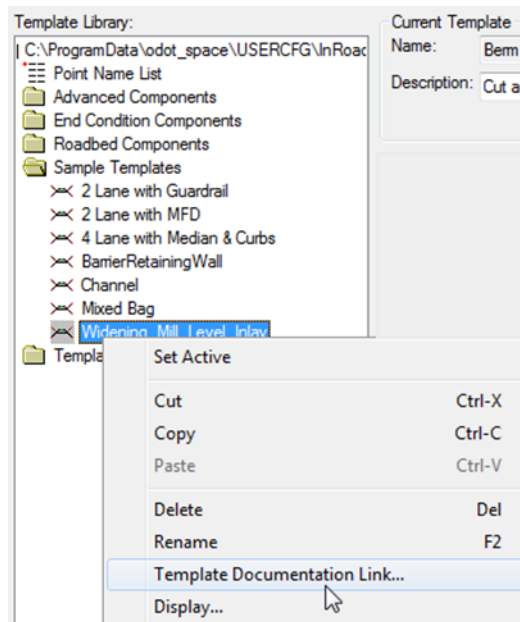 Template Library:
Current Template
C:\ProgramData\odot_space\USERCFG\InRoad
Name:
Berm
Point Name List
Description:
Cut a
Advanced Components
End Condition Components
Roadbed Components
Sample Templates
2 Lane with Guardrail
2 Lane with MFD
4 Lane with Median & Curbs
BarrierRetainingWall
Channel
Mixed Bag
Widening_Mill_Level_Inlay
Templa
Set Active
Cut Ctrl-X
Copy Ctrl-C
Paste Ctrl-V
Delete Del
Rename F2
Template Documentation Link...
Display...